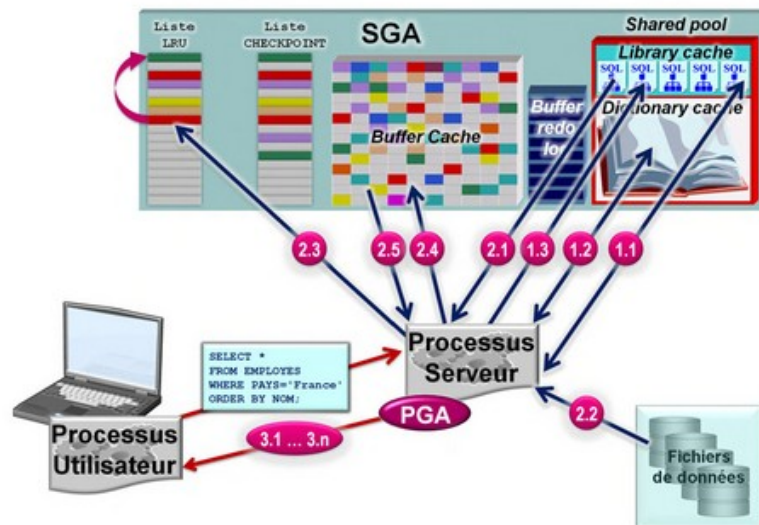 Liste
LRU
Liste
CHECKPOINT
SGA
Shared pool
Library cache
SQL
SQL
SQL
SQL
SQL
Dictionary cache
Buffer Cache
Buffer
redo
log
2.3
2.5
2.4
2.1
1.3
1.2
1.1
SELECT *
FROM EMPLOYES
WHERE PAYS='France'
ORDER BY NOM;
Processus
Serveur
PGA
2.2
Processus
Utilisateur
3.1 ... 3.n
Fichiers
de données